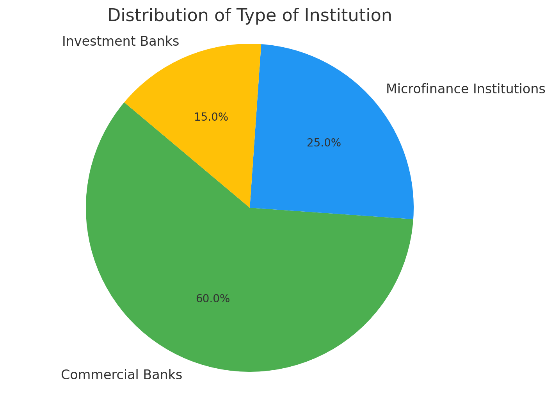 Distribution of Type of Institution
Investment Banks
Microfinance Institutions
15.0%
25.0%
60.0%
Commercial Banks